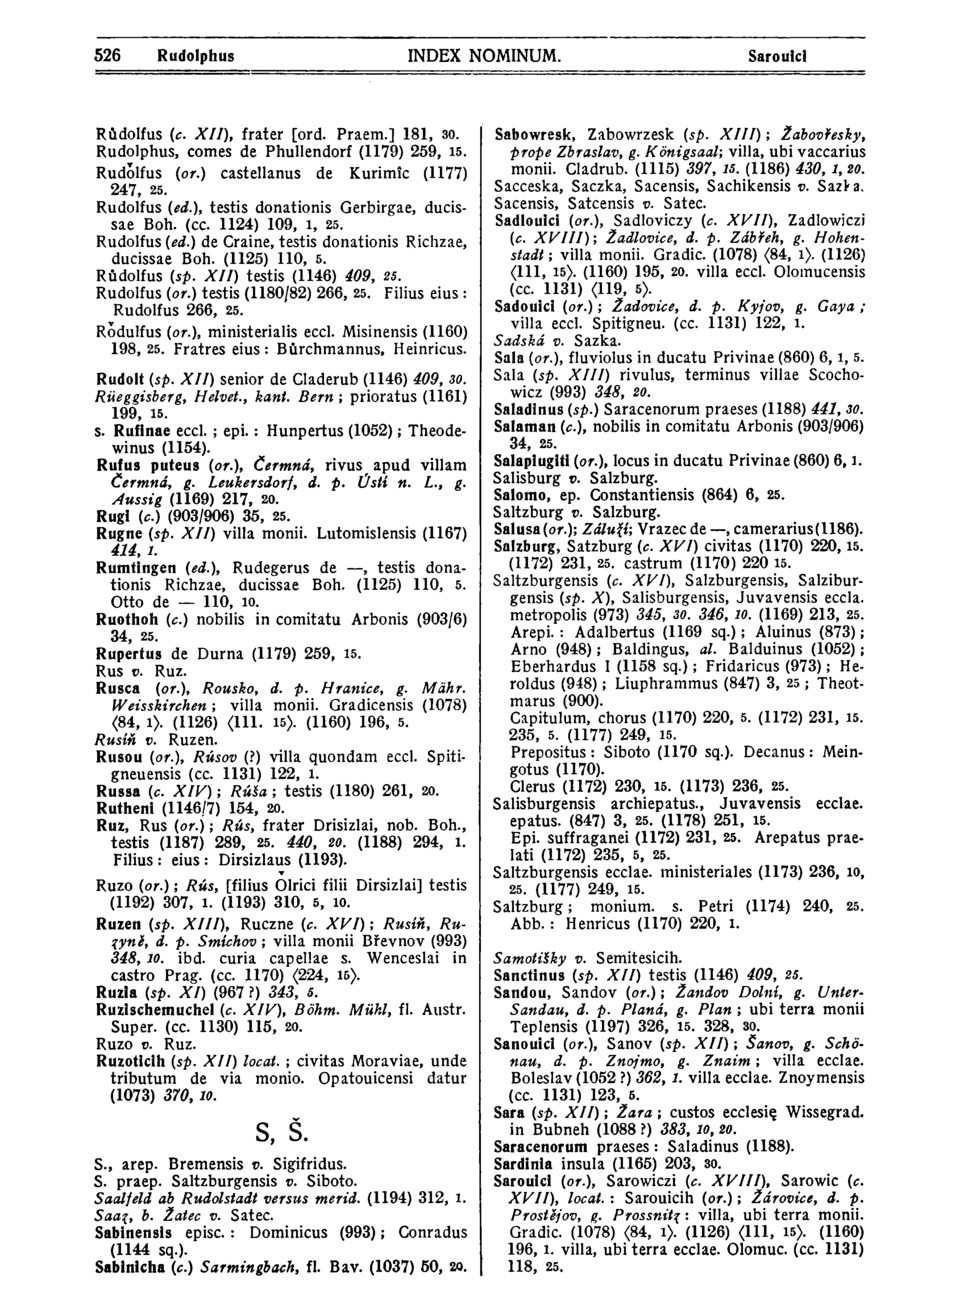 526 Rudolphus INDEX NOMINUM. Sarouici
Růdolfus (c. XII), frater [ord. Praem.] 181, 30.
Rudolphus, comes de Phullendorf (1179) 259, 15.
Rudolfus (or.) castellanus de Kurimic (1177)
247, 25.
Rudolfus (ed.), testis donationis Gerbirgae, ducis-
sae Boh. (cc. 1124) 109, 1, 25.
Rudolfus (ed.) de Craine, testis donationis Richzae,
ducissae Boh. (1125) 110, 5.
Růdolfus (sp. XII) testis (1146) 409, 25.
Rudolfus (or.) testis (1180/82) 266, 25. Filius eius :
Rudolfus 266, 25.
Rodulfus (or.), ministerialis eccl. Misinensis (1160)
198, 25. Fratres eius : Bůrchmannus, Heinricus.
Rudolt (sp. XII) senior de Claderub (1146) 409, 30.
Rüeggisberg, Helvet., kant. Bern ; prioratus (1161)
199, 15.
s. Rufinae eccl. ; epi. : Hunpertus (1052) ; Theode-
winus (1154).
Rufus puteus (or.), Čermná, rivus apud villam
Čermná, g. Leukersdorf, d. p. Ústí n. L., g.
Aussig (1169) 217, 20.
Rugi (c.) (903/906) 35, 25.
Rugne (sp. XII) villa monii. Lutomislensis (1167)
414, 1.
Rumtingen (ed.), Rudegerus de —, testis dona-
tionis Richzae, ducissae Boh. (1125) 110, 5.
Otto de — 110, 10.
Ruothoh (c.) nobilis in comitatu Arbonis (903/6)
34, 25.
Rupertus de Durna (1179) 259, 15.
Rus v. Ruz.
Rusca (or.), Rousko, d. p. Hranice, g. Mähr.
Weisskirchen ; villa monii. Gradicensis (1078)
⟨84, 1⟩. (1126) ⟨111. 15⟩. (1160) 196, 5.
Rusíň v. Ruzen.
Rusou (or.), Rúsov (?) villa quondam eccl. Spiti-
gneuensis (cc. 1131) 122, 1.
Russa (c. XIV) ; Rúša ; testis (1180) 261, 20.
Rutheni (1146/7) 154, 20.
Ruz, Rus (or.) ; Rús, frater Drisizlai, nob. Boh.,
testis (1187) 289, 25. 440, 20. (1188) 294, 1.
Filius : eius : Dirsizlaus (1193).
Ruzo (or.) ; Rús, [filius Olrici filii Dirsizlai] testis
(1192) 307, 1. (1193) 310, 5, 10.
Ruzen (sp. XIII), Ruczne (c. XVI) ; Rusíň, Ru-
zyně, d. p. Smíchov ; villa monii Břevnov (993)
348, 10. ibd. curia capellae s. Wenceslai in
castro Prag. (cc. 1170) ⟨224, 15⟩.
Ruzia (sp. XI) (967 ?) 343, 5.
Ruzischemuchel (c. XIV), Böhm. Mühl, fl. Austr.
Super. (cc. 1130) 115, 20.
Ruzo v. Ruz.
Ruzoticih (sp. XII) locat. ; civitas Moraviae, unde
tributum de via monio. Opatouicensi datur
(1073) 370, 10.
S, Š.
S., arep. Bremensis v. Sigifridus.
S. praep. Saltzburgensis v. Siboto.
Saalfeld ab Rudolstadt versus merid. (1194) 312, 1.
Saaz, b. Žatec v. Satec.
Sabinensis episc. : Dominicus (993) ; Conradus
(1144 sq.).
Sabinicha (c.) Sarmingbach, fl. Bav. (1037) 50, 20.
Sabowresk, Zabowrzesk (sp. XIII) ; Žabovřesky,
prope Zbraslav, g. Königsaal; villa, ubi vaccarius
monii. Cladrub. (1115) 397, 15. (1186) 430, 1, 20.
Sacceska, Saczka, Sacensis, Sachikensis v. Sazka.
Sacensis, Satcensis v. Satec.
Sadlouici (or.), Sadloviczy (c. XVII), Zadlowiczi
(c. XVIII) ; Žadlovice, d. p. Zábřeh, g. Hohen-
stadt ; villa monii. Gradic. (1078) ⟨84, 1⟩. (1126)
⟨111, 15⟩. (1160) 195, 20. villa eccl. Olomucensis
(cc. 1131) ⟨119, 5⟩.
Sadouici (or.) ; Žadovice, d. p. Kyjov, g. Gaya ;
villa eccl. Spitigneu. (cc. 1131) 122, 1.
Sadská v. Sazka.
Sala (or.), fluviolus in ducatu Privinae (860) 6, 1, 5.
Sala (sp. XIII) rivulus, terminus villae Scocho-
wicz (993) 348, 20.
Saladinus (sp.) Saracenorum praeses (1188) 441, 30.
Salaman (c.), nobilis in comitatu Arbonis (903/906)
34, 25.
Salapiugiti (or.), locus in ducatu Privinae (860) 6, 1.
Salisburg v. Salzburg.
Salomo, ep. Constantiensis (864) 6, 25.
Saltzburg v. Salzburg.
Salusa (or.); Záluží; Vrazec de —, camerarius (1186).
Salzburg, Satzburg (c. XVI) civitas (1170) 220, 15.
(1172) 231, 25. castrum (1170) 220 15.
Saltzburgensis (c. XVI), Salzburgensis, Salzibur-
gensis (sp. X), Salisburgensis, Juvavensis eccla.
metropolis (973) 345, 30. 346, 10. (1169) 213, 25.
Arepi. : Adalbertus (1169 sq.) ; Aluinus (873) ;
Arno (948) ; Baldingus, al. Balduinus (1052) ;
Eberhardus I (1158 sq.) ; Fridaricus (973) ; He-
roldus (948) ; Liuphrammus (847) 3, 25 ; Theot-
marus (900).
Capitulum, chorus (1170) 220, 5. (1172) 231, 15.
235, 5. (1177) 249, 15.
Prepositus : Siboto (1170 sq.). Decanus : Mein-
gotus (1170).
Clerus (1172) 230, 15. (1173) 236, 25.
Salisburgensis archiepatus., Juvavensis ecclae.
epatus. (847) 3, 25. (1178) 251, 15.
Epi. suffraganei (1172) 231, 25. Arepatus prae-
lati (1172) 235, 5, 25.
Saltzburgensis ecclae. ministeriales (1173) 236, 10,
25. (1177) 249, 15.
Saltzburg ; monium. s. Petri (1174) 240, 25.
Abb. : Henricus (1170) 220, 1.
Samotišky v. Semitesicih.
Sanctinus (sp. XII) testis (1146) 409, 25.
Sandou, Sandov (or.) ; Žandov Dolní, g. Unter-
Sandau, d. p. Planá, g. Plan ; ubi terra monii
Teplensis (1197) 326, 15. 328, 30.
Sanouici (or.), Sanov (sp. XII) ; Šanov, g. Schö-
nau, d. p. Znojmo, g. Znaim ; villa ecclae.
Boleslav (1052 ?) 362, 1. villa ecclae. Znoymensis
(cc. 1131) 123, 5.
Sara (sp. XII) ; Žara ; custos ecclesię Wissegrad.
in Bubneh (1088 ?) 383, 10, 20.
Saracenorum praeses : Saladinus (1188).
Sardinia insula (1165) 203, 30.
Sarouici (or.), Sarowiczi (c. XVIII), Sarowic (c.
XVII), locat. : Sarouicih (or.) ; Žárovice, d. p.
Prostějov, g. Prossnitz : villa, ubi terra monii.
Gradic. (1078) ⟨84, 1⟩. (1126) ⟨111, 15⟩. (1160)
196, 1. villa, ubi terra ecclae. Olomuc. (cc. 1131)
118, 25.